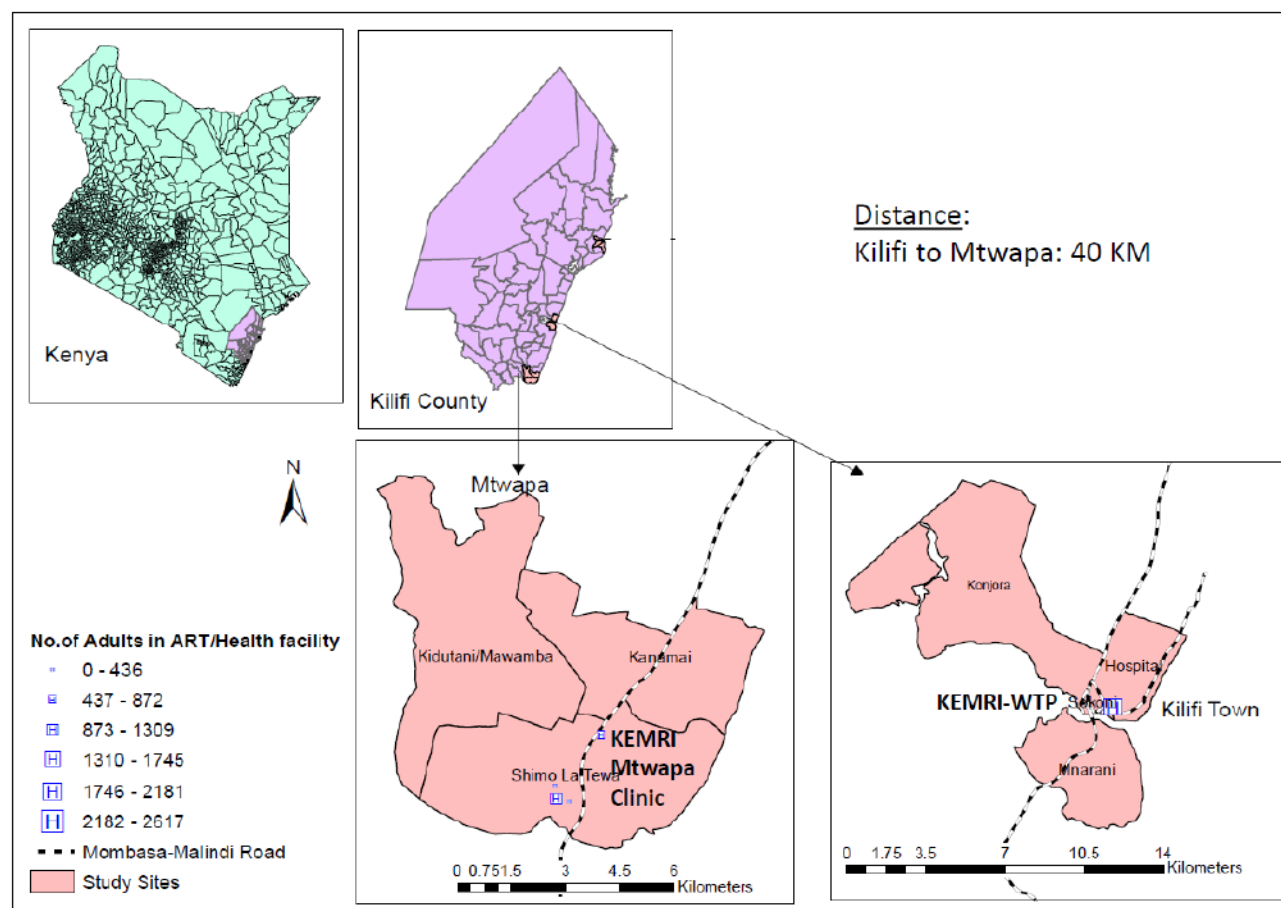 Kenya
Kilifi County
Distance:
Kilifi to Mtwapa: 40 KM
N
No.of Adults in ART/Health facility
0 - 436
437 - 872
H 873 - 1309
H 1310 - 1745
H 1746 - 2181
H 2182 - 2617
Mombasa-Malindi Road
Study Sites
Mtwapa
Kidutani/Mawamba
Kanamai
KEMRI
Mtwapa
Clinic
Shimo La Tewa
H
0 0.75 1.5 3 4.5 6
Kilometers
Konjora
Hospital
KEMRI-WTP
H
Kilifi Town
Mnarani
0 1.75 3.5 7 10.5 14
Kilometers